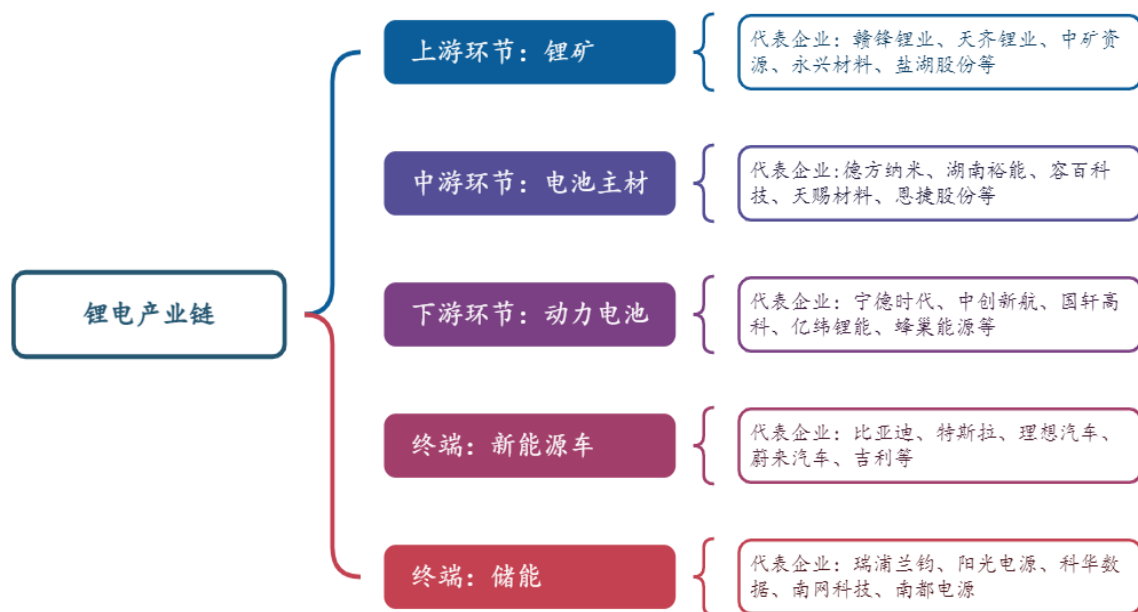 锂电产业链
上游环节：锂矿
代表企业：赣锋锂业、天齐锂业、中矿资
源、永兴材料、盐湖股份等
中游环节：电池主材
代表企业:德方纳米、湖南裕能、容百科
技、天赐材料、恩捷股份等
下游环节：动力电池
代表企业：宁德时代、中创新航、国轩高
科、亿纬锂能、蜂巢能源等
终端：新能源车
代表企业：比亚迪、特斯拉、理想汽车、
蔚来汽车、吉利等
终端：储能
代表企业：瑞浦兰钧、阳光电源、科华数
据、南网科技、南都电源